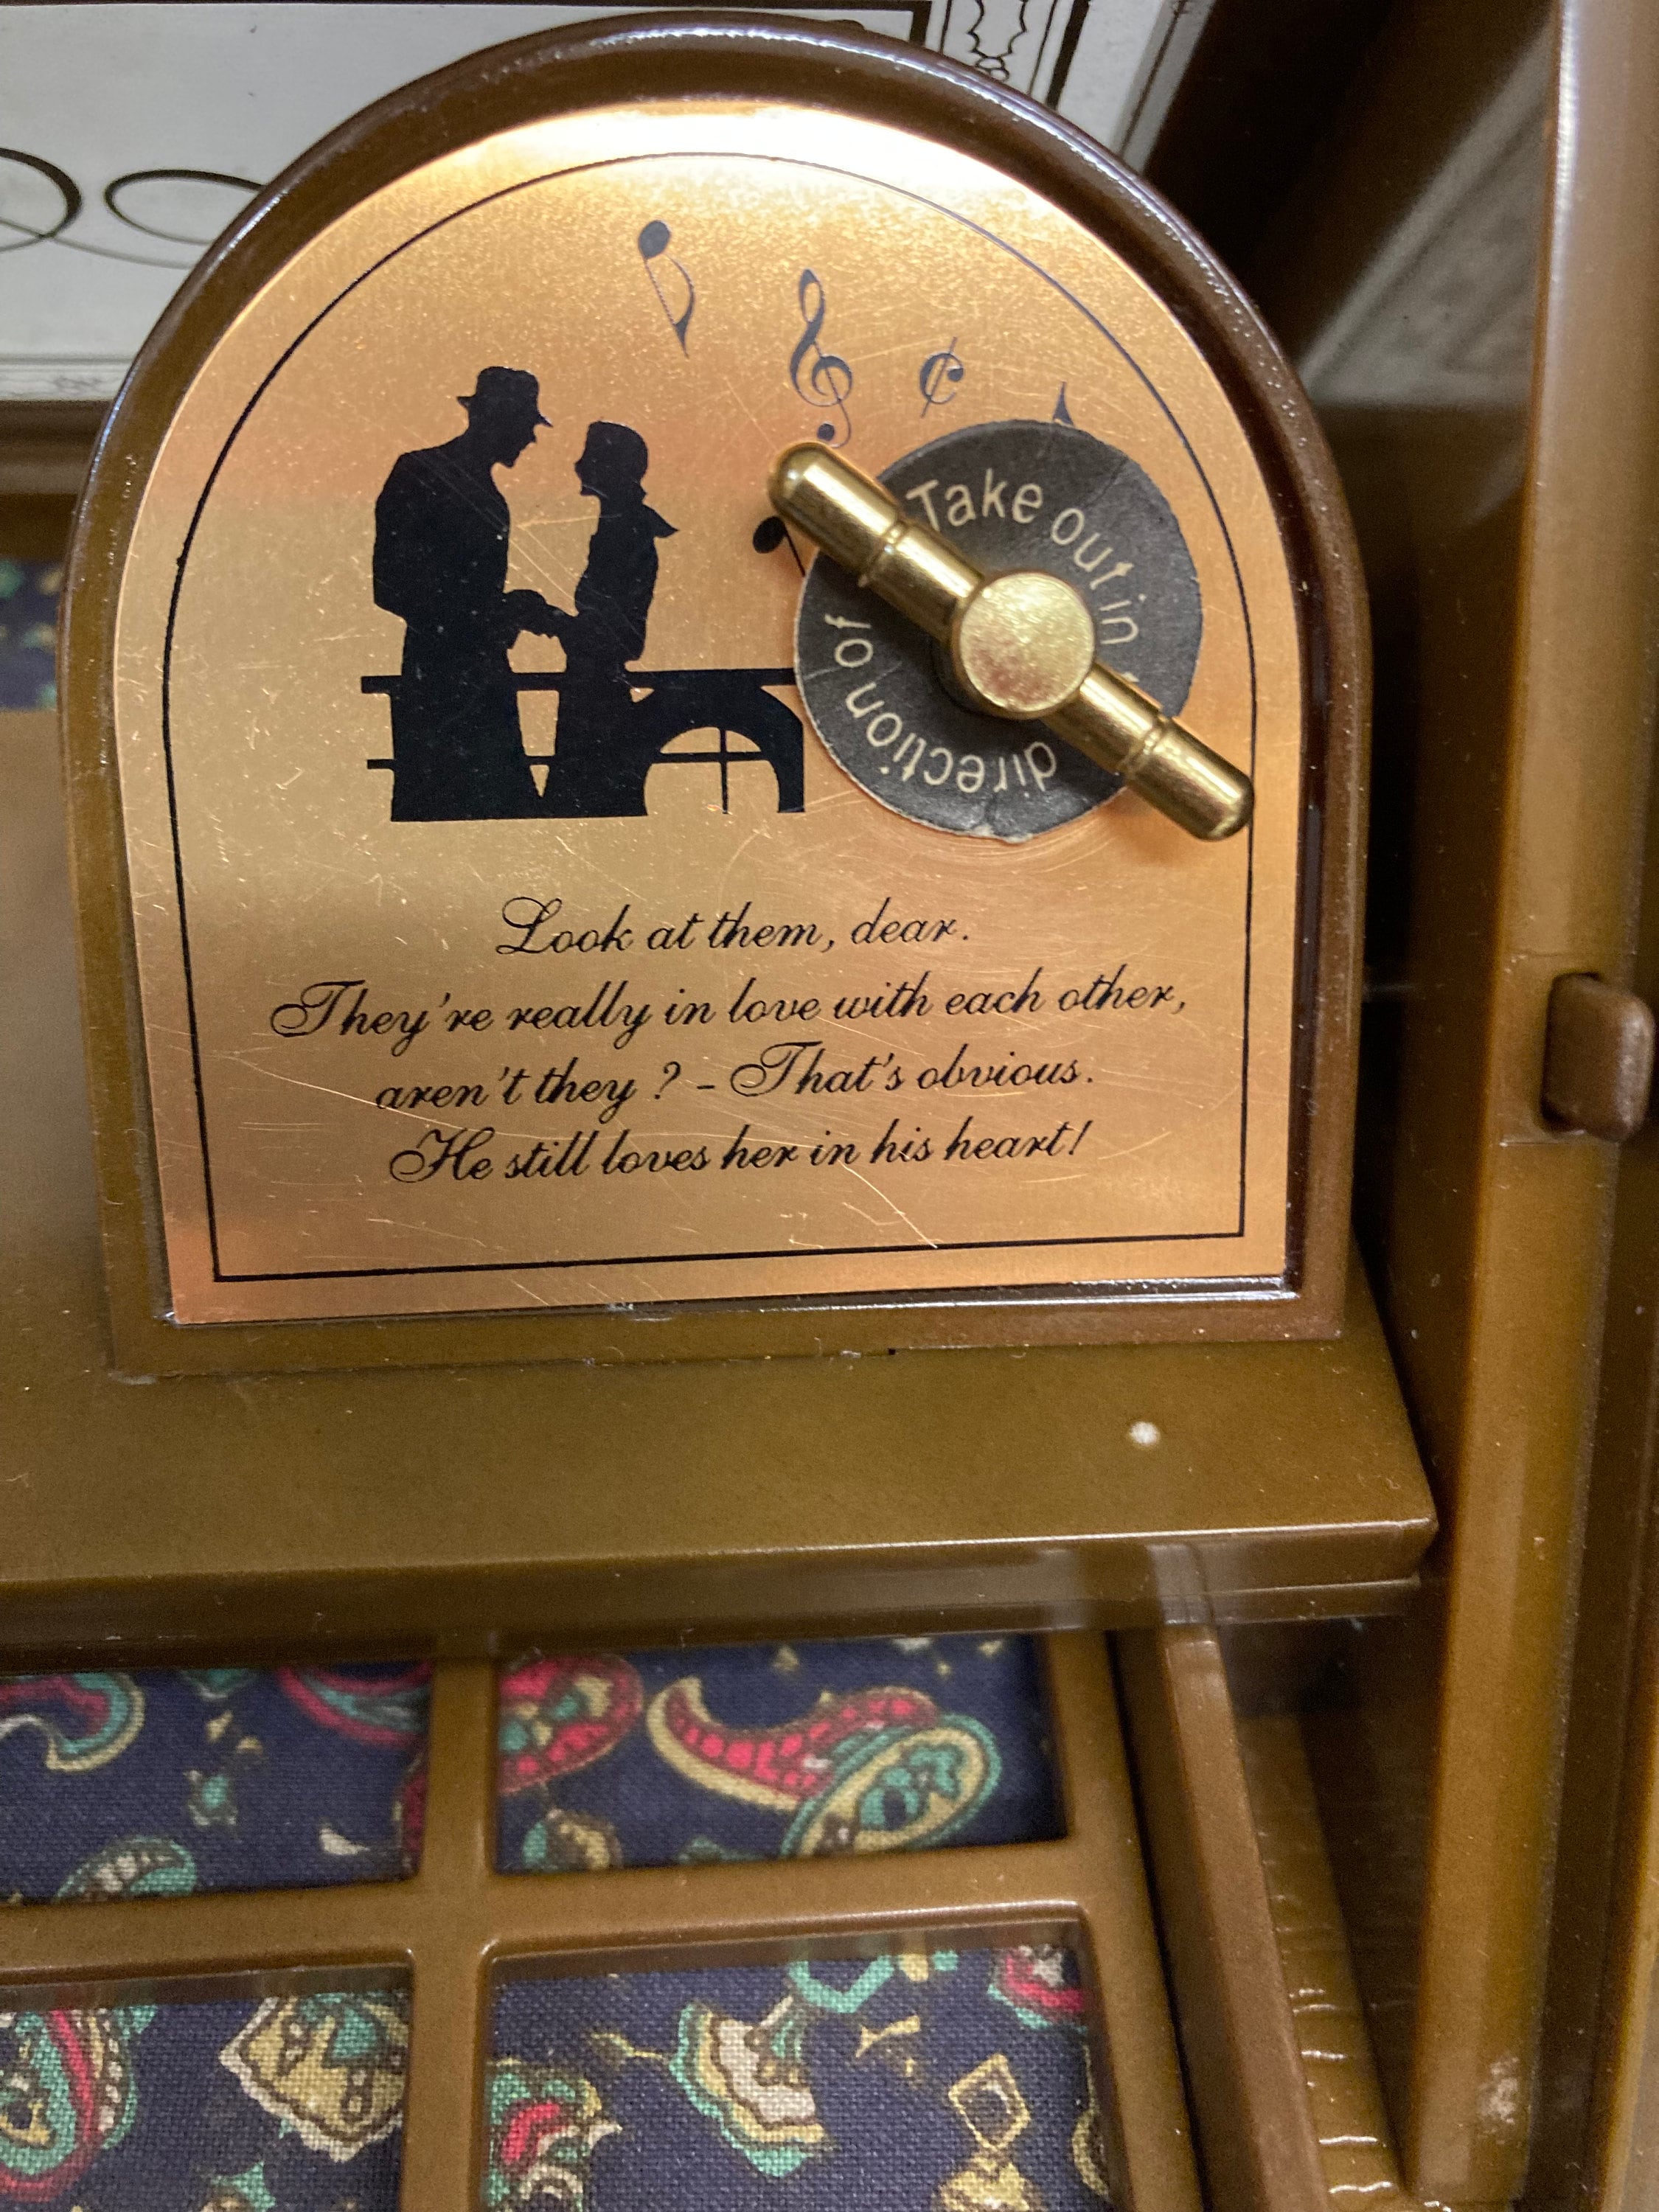 Take out in
direction of
Look at them, dear.
They're really in love with each other,
aren't they? - That's obvious.
He still loves her in his heart!